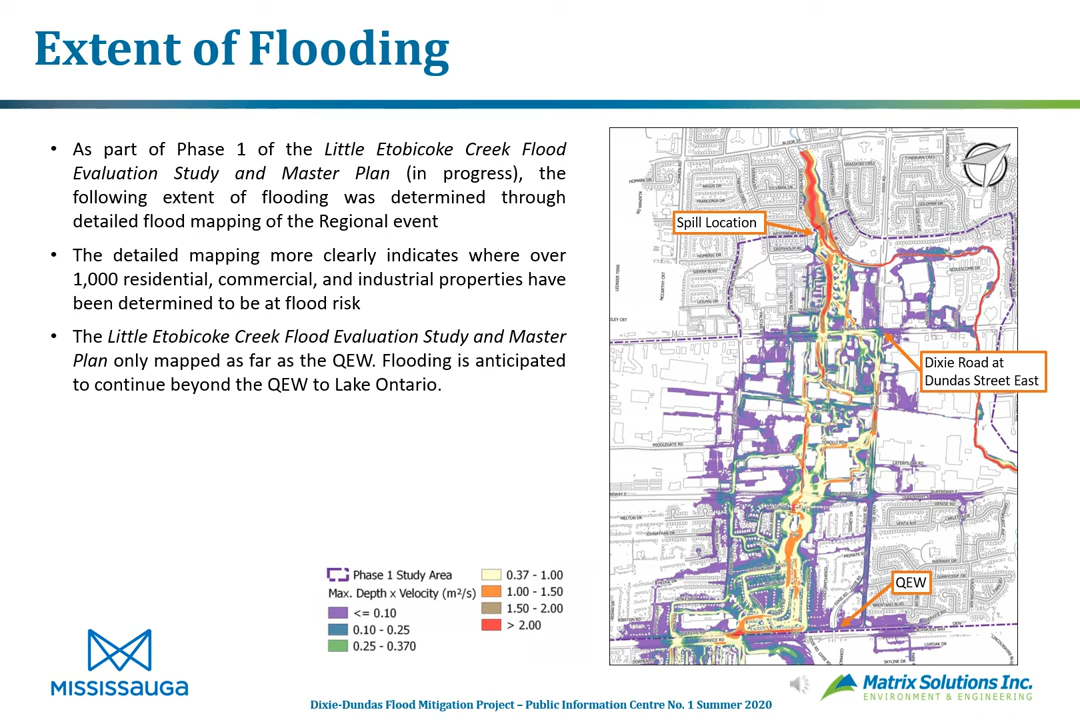 Extent of Flooding
• As part of Phase 1 of the Little Etobicoke Creek Flood
Evaluation Study and Master Plan (in progress), the
following extent of flooding was determined through
detailed flood mapping of the Regional event
• The detailed mapping more clearly indicates where over
1,000 residential, commercial, and industrial properties have
been determined to be at flood risk
• The Little Etobicoke Creek Flood Evaluation Study and Master
Plan only mapped as far as the QEW. Flooding is anticipated
to continue beyond the QEW to Lake Ontario.
Spill Location
Dixie Road at
Dundas Street East
QEW
Phase 1 Study Area
Max. Depth x Velocity (m²/s)
<= 0.10
0.10 - 0.25
0.25 - 0.370
0.37 - 1.00
1.00 - 1.50
1.50 - 2.00
> 2.00
MISSISSAUGA
Matrix Solutions Inc.
ENVIRONMENT & ENGINEERING
Dixie-Dundas Flood Mitigation Project – Public Information Centre No. 1 Summer 2020